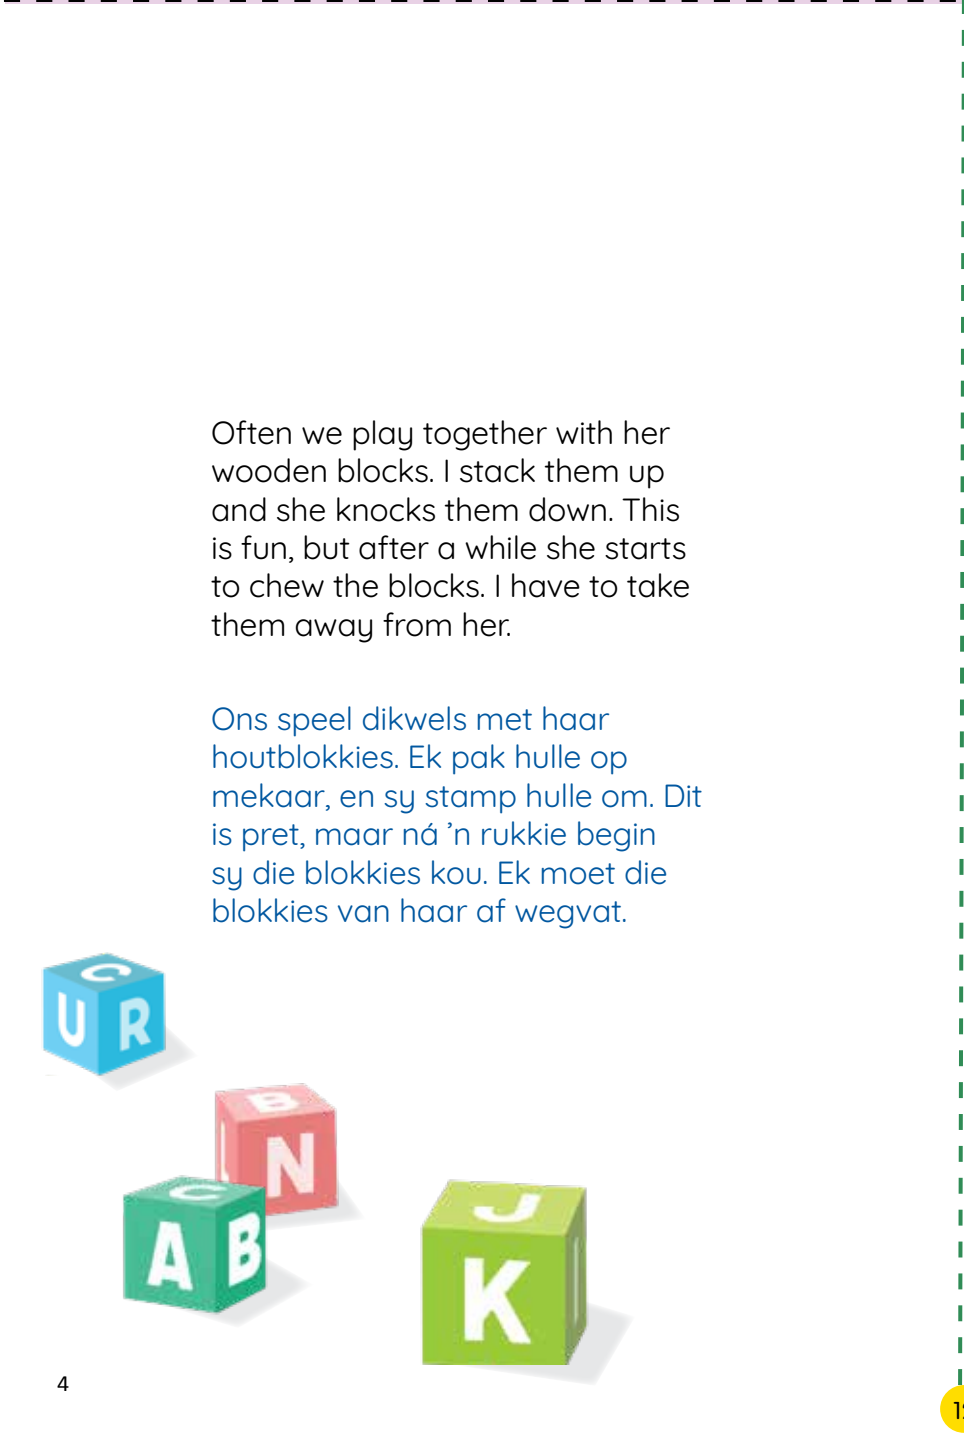 Often we play together with her
wooden blocks. I stack them up
and she knocks them down. This
is fun, but after a while she starts
to chew the blocks. I have to take
them away from her.
Ons speel dikwels met haar
houtblokkies. Ek pak hulle op
mekaar, en sy stamp hulle om. Dit
is pret, maar ná ’n rukkie begin
sy die blokkies kou. Ek moet die
blokkies van haar af wegvat.
C
U R
B
N
C
A B
J
K
4